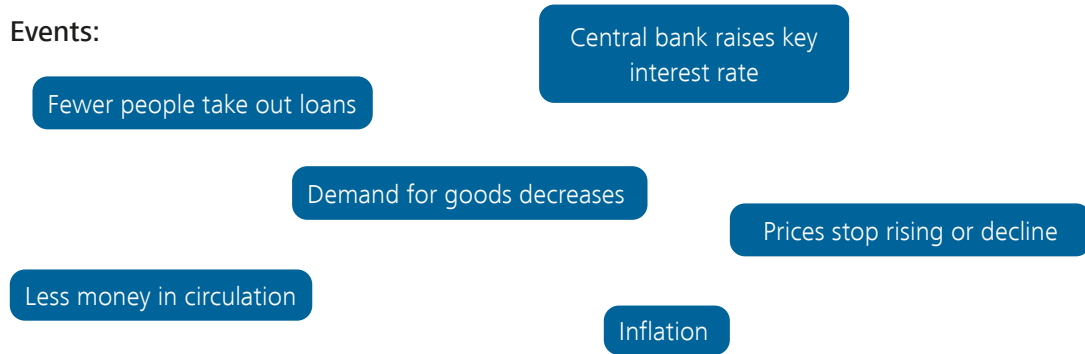 Events:
Central bank raises key
interest rate
Fewer people take out loans
Demand for goods decreases
Prices stop rising or decline
Less money in circulation
Inflation